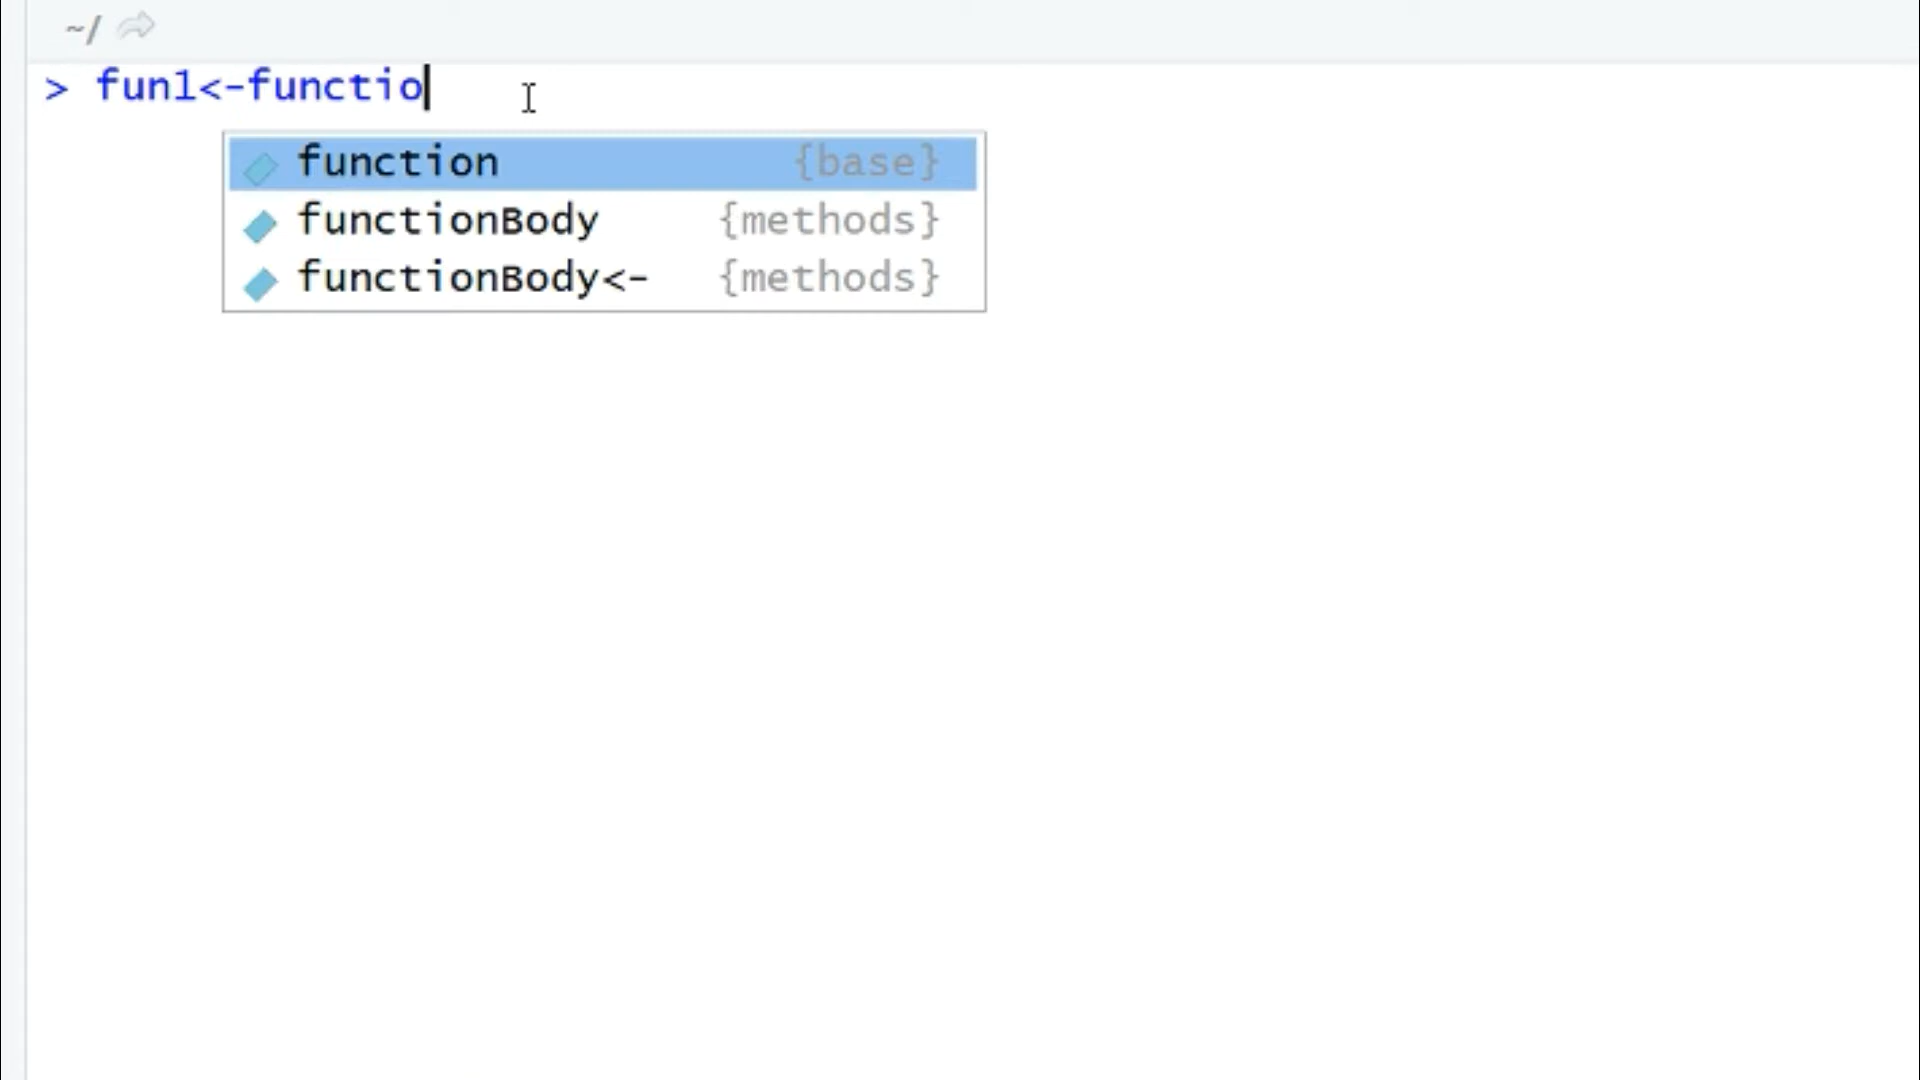 ~/
> fun1<-functio
function {base}
functionBody {methods}
functionBody<- {methods}